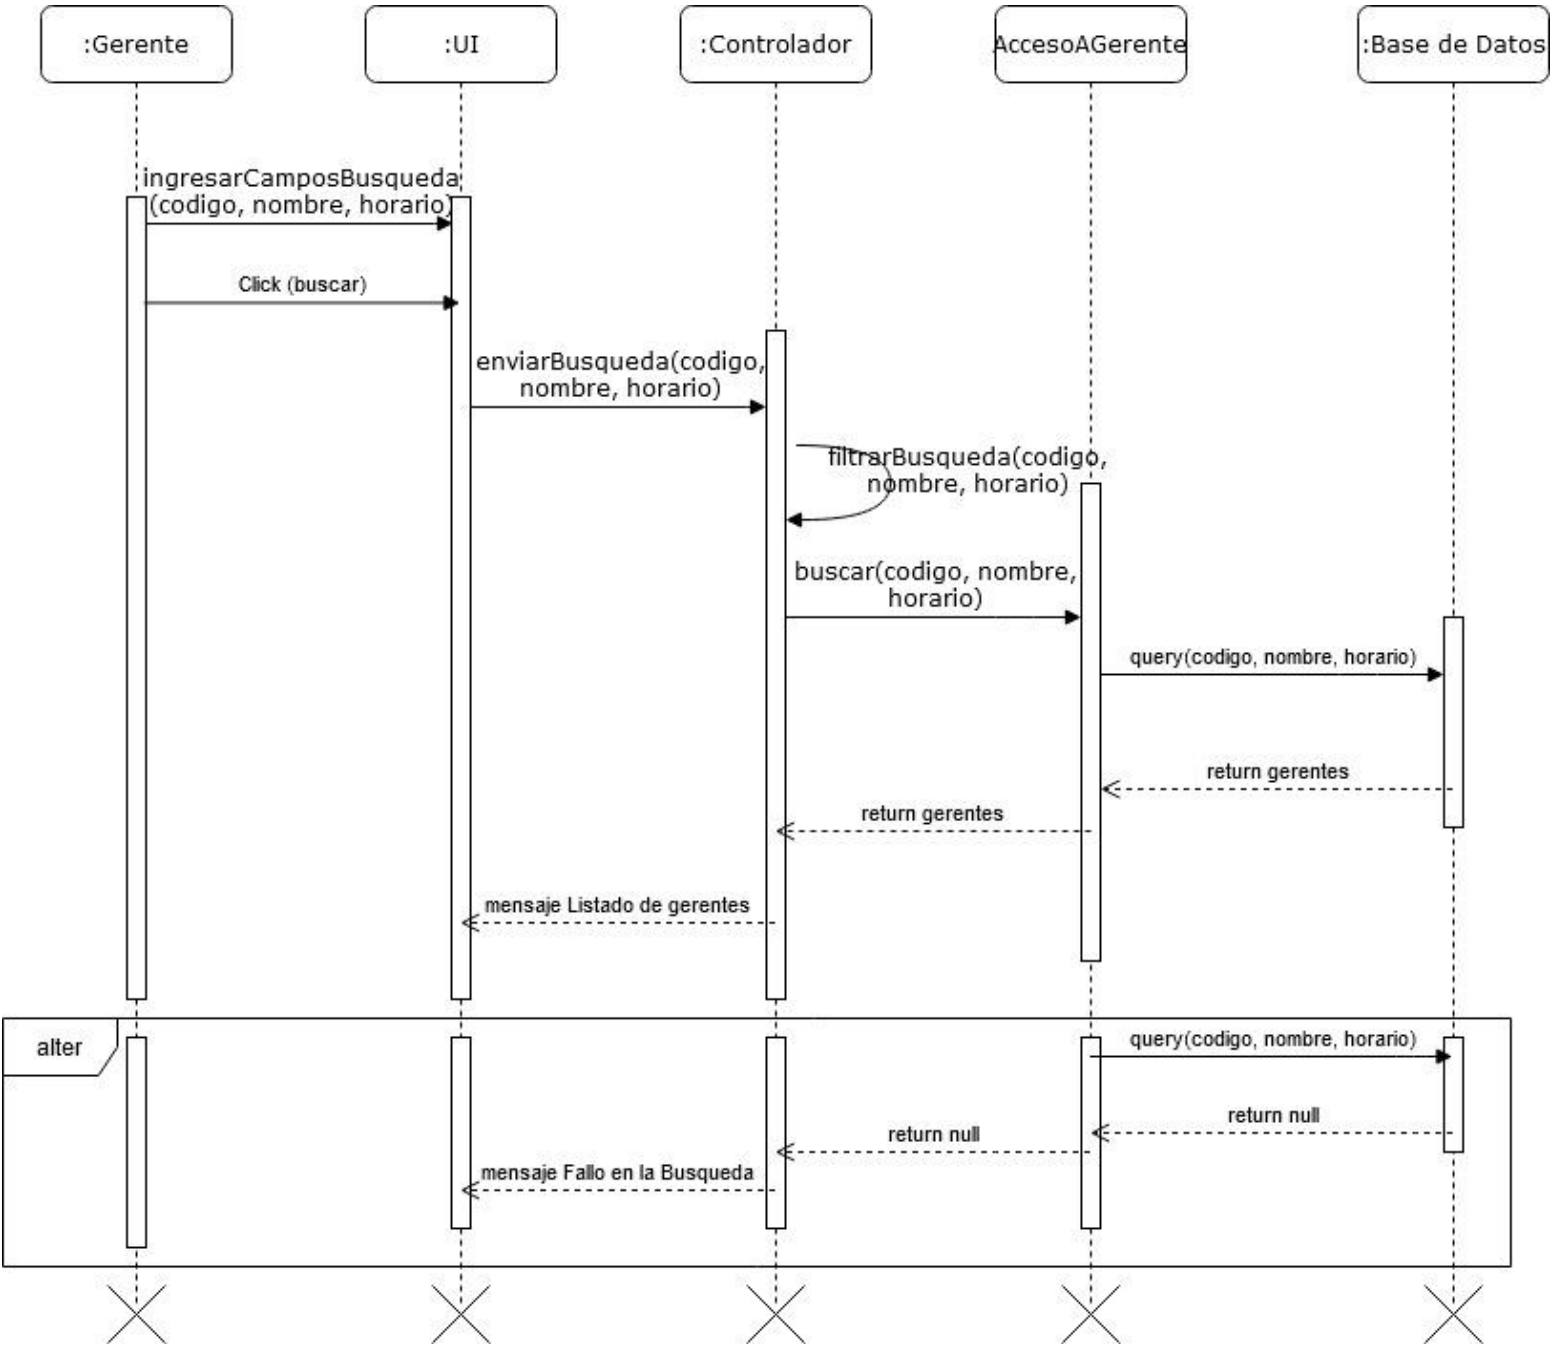 :Gerente
:UI
:Controlador
AccesoAGerente
:Base de Datos
ingresarCamposBusqueda
(codigo, nombre, horario)
Click (buscar)
enviarBusqueda(codigo,
nombre, horario)
filtrarBusqueda(codigo,
nombre, horario)
buscar(codigo, nombre,
horario)
query(codigo, nombre, horario)
return gerentes
return gerentes
mensaje Listado de gerentes
alter
query(codigo, nombre, horario)
return null
return null
mensaje Fallo en la Busqueda